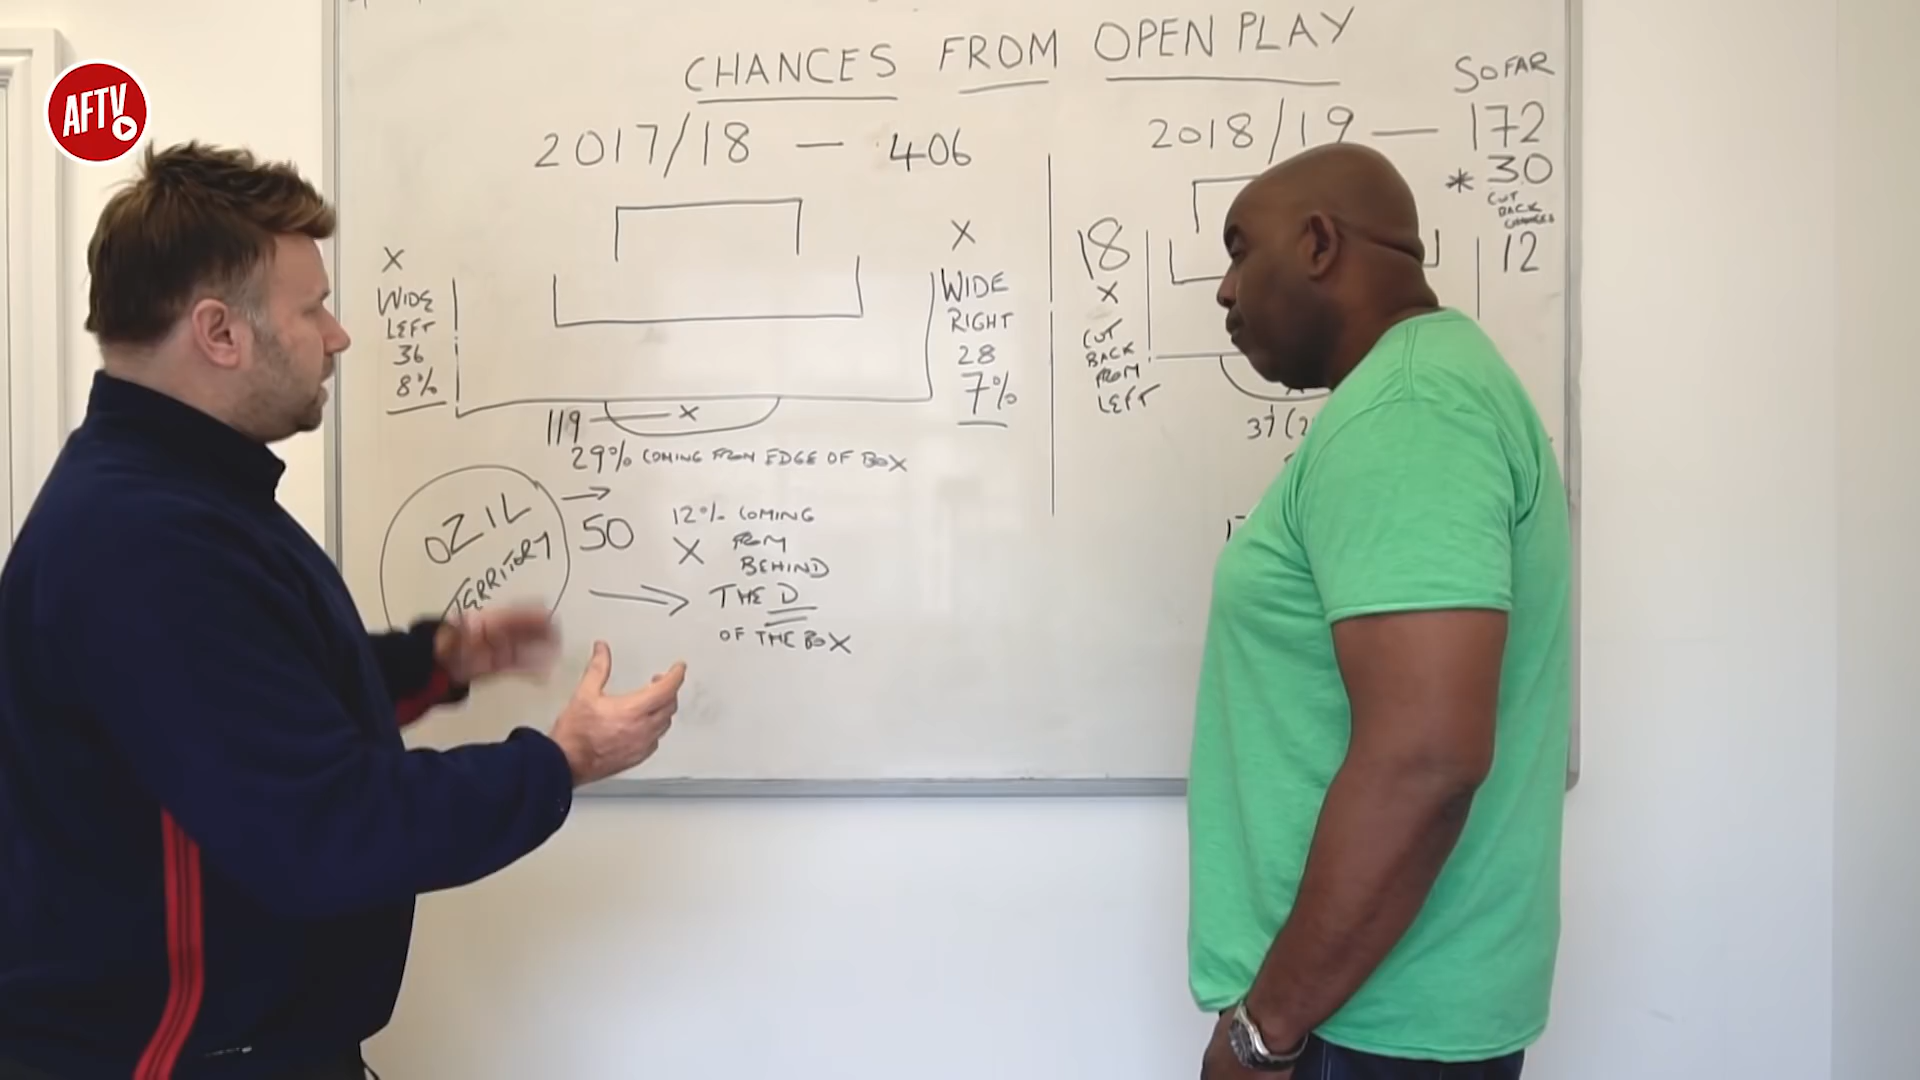 AFTV
CHANCES FROM OPEN PLAY
2017/18 — 406
X
WIDE
LEFT
36
8%
X
WIDE
RIGHT
28
7%
119 X
29% COMING FROM EDGE OF BOX
OZIL
TERRITORY
50
12% COMING
X FROM
BEHIND
THE D
OF THE BOX
SO FAR
2018/19 — 172
* 30
CUT
BACK
CHANCES
18
12
X
CUT
BACK
FROM
LEFT